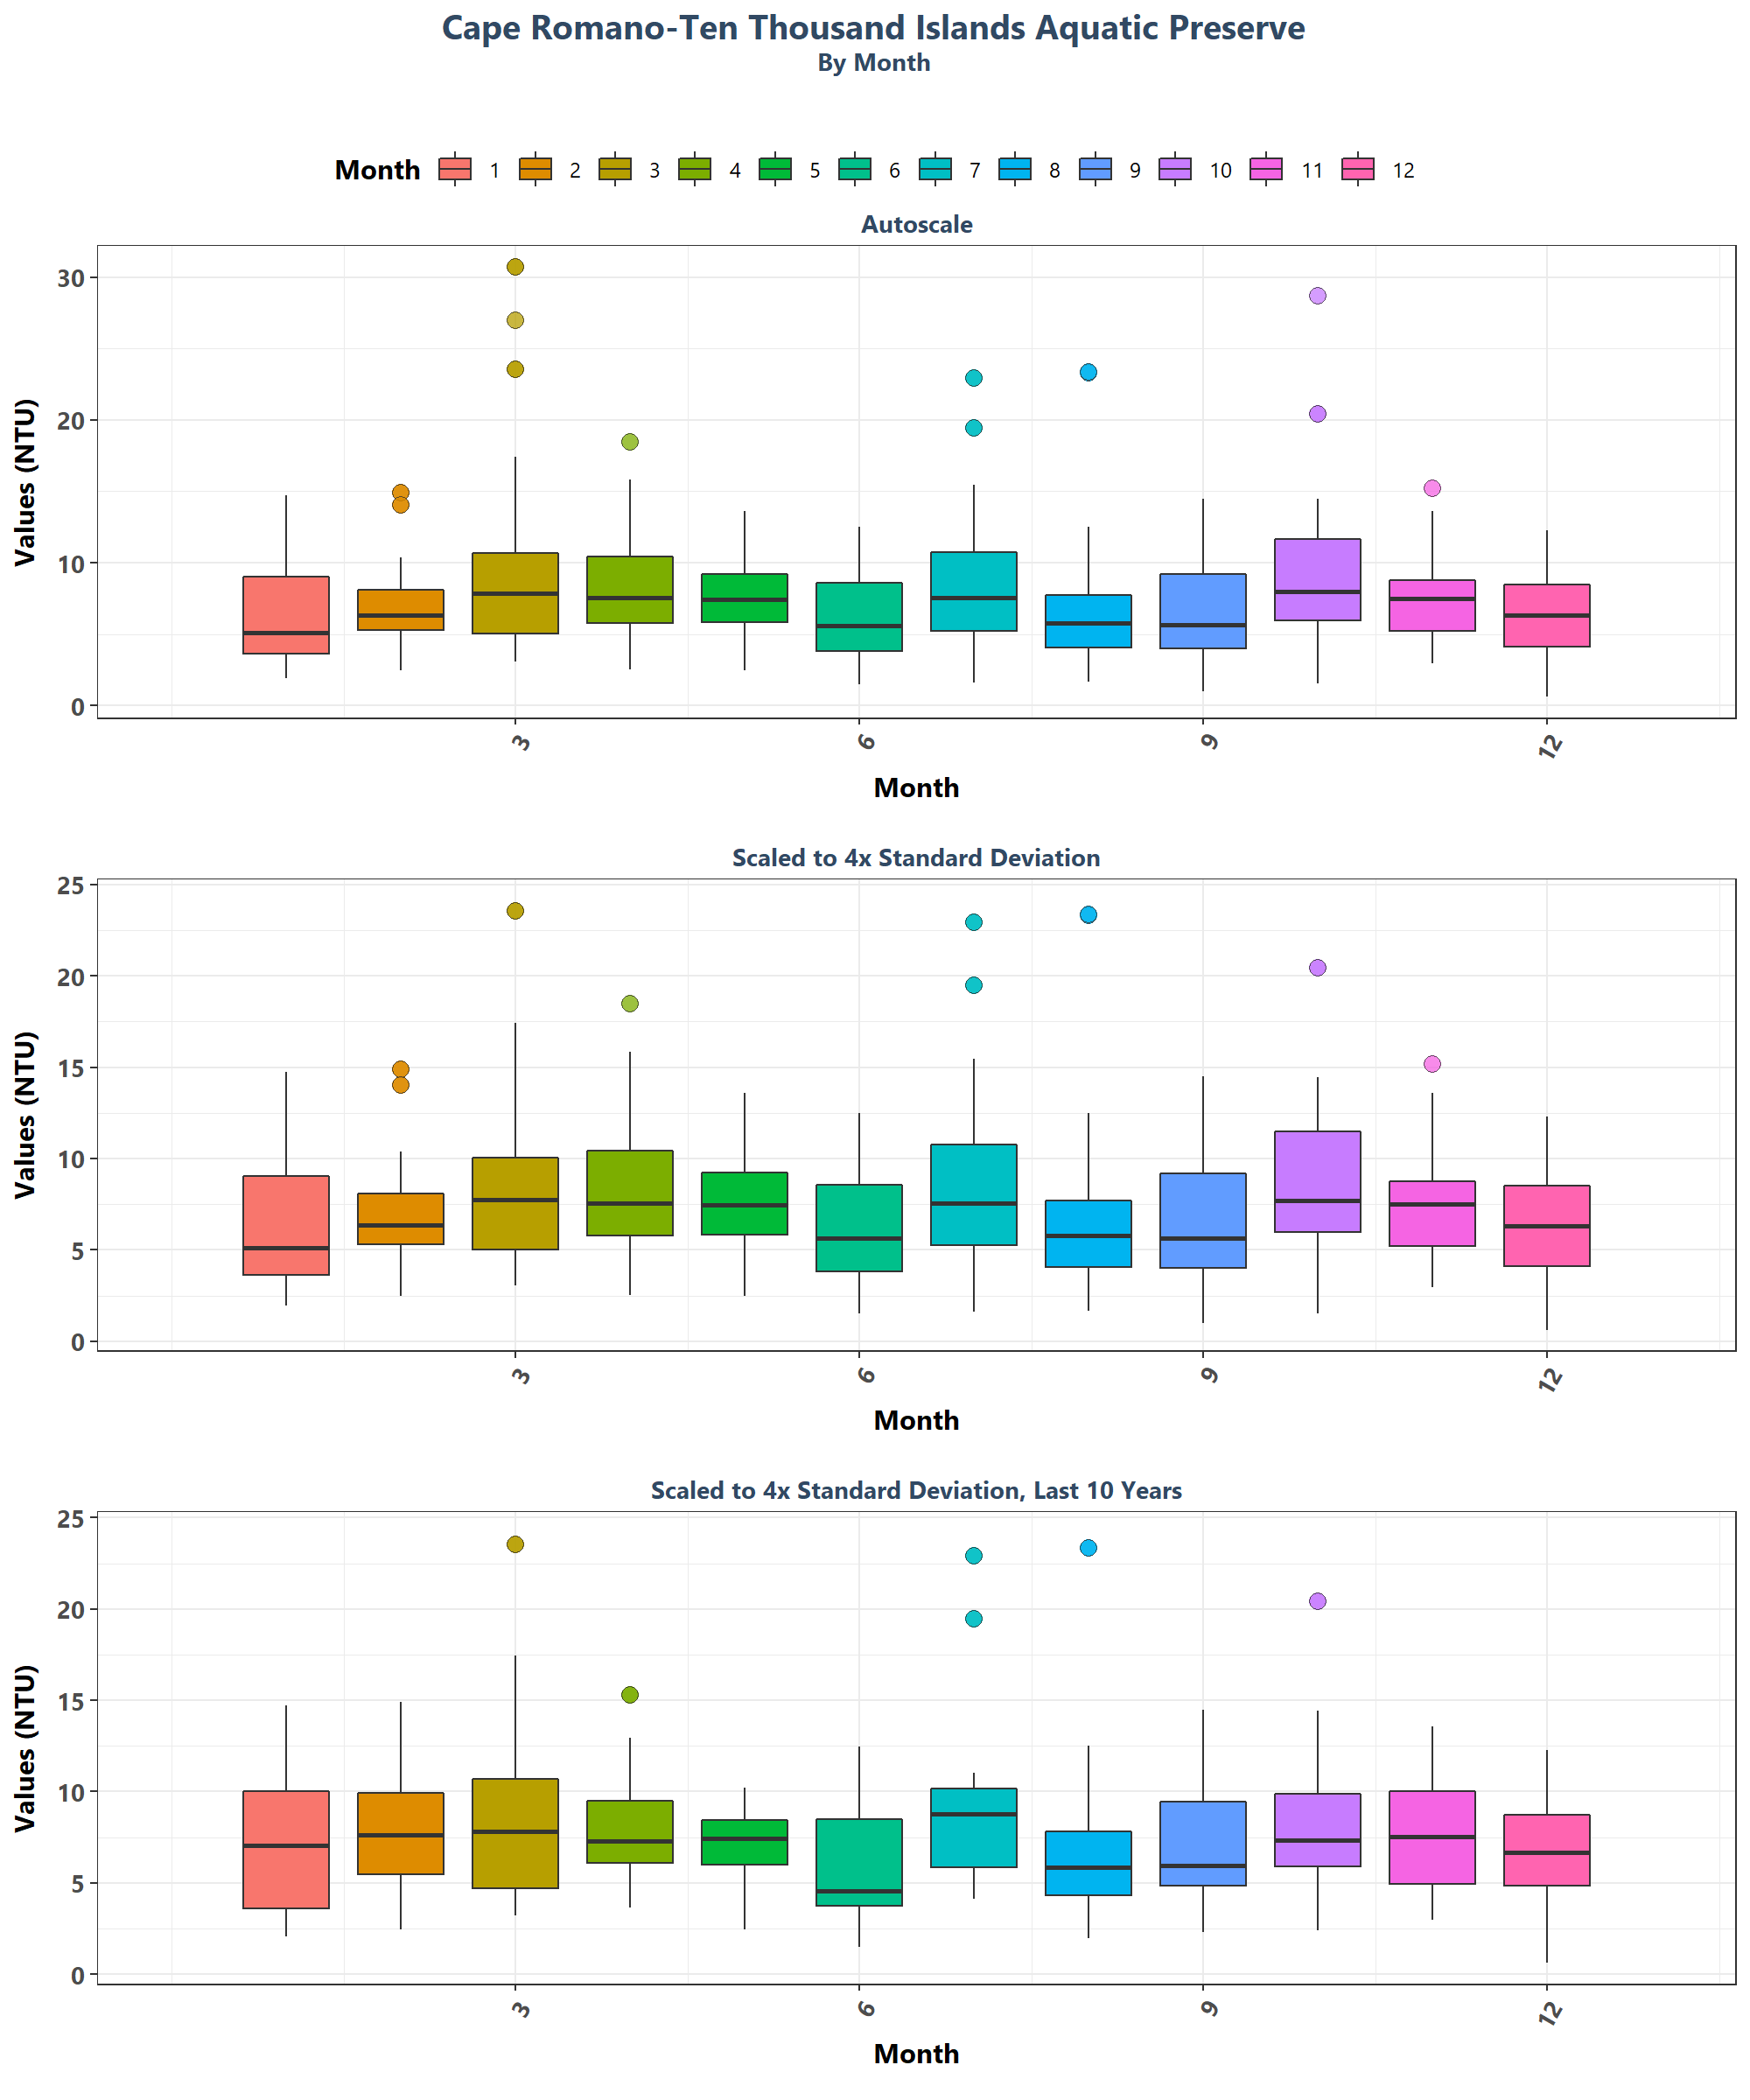 Cape Romano-Ten Thousand Islands Aquatic Preserve
By Month
Month 1 2 3 4 5 6 7 8 9 10 11 12
Autoscale
Values (NTU)
30
20
10
0
3 6 9 12
Month
Scaled to 4x Standard Deviation
Values (NTU)
25
20
15
10
5
0
3 6 9 12
Month
Scaled to 4x Standard Deviation, Last 10 Years
Values (NTU)
25
20
15
10
5
0
3 6 9 12
Month